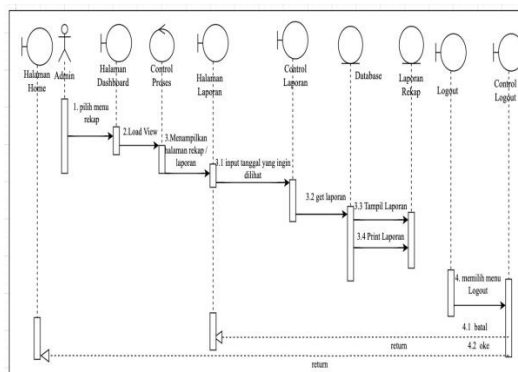 Halaman
Home
Admin
Halaman
Dashboard
Control
Proses
Halaman
Laporan
Control
Laporan
Database
Laporan
Rekap
Logout
Control
Logout
1. pilih menu
rekap
2.Load View
3.Menampilkan
halaman rekap /
laporan
3.1 input tanggal yang ingin
dilihat
3.2 get laporan
3.3 Tampil Laporan
3.4 Print Laporan
4. memilih menu
Logout
4.1 batal
return
4.2 oke
return